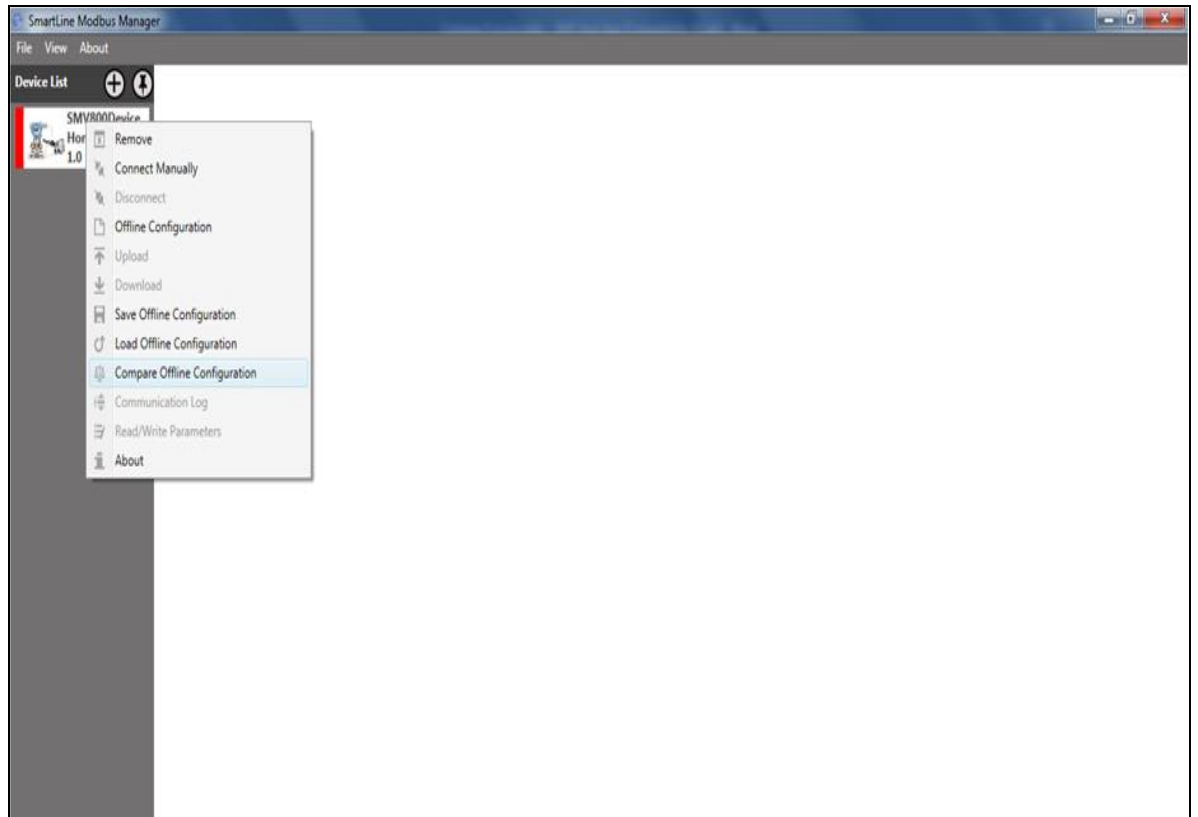 SmartLine Modbus Manager
File View About
Device List
SMV800Device
Hor
1.0
Remove
Connect Manually
Disconnect
Offline Configuration
Upload
Download
Save Offline Configuration
Load Offline Configuration
Compare Offline Configuration
Communication Log
Read/Write Parameters
About